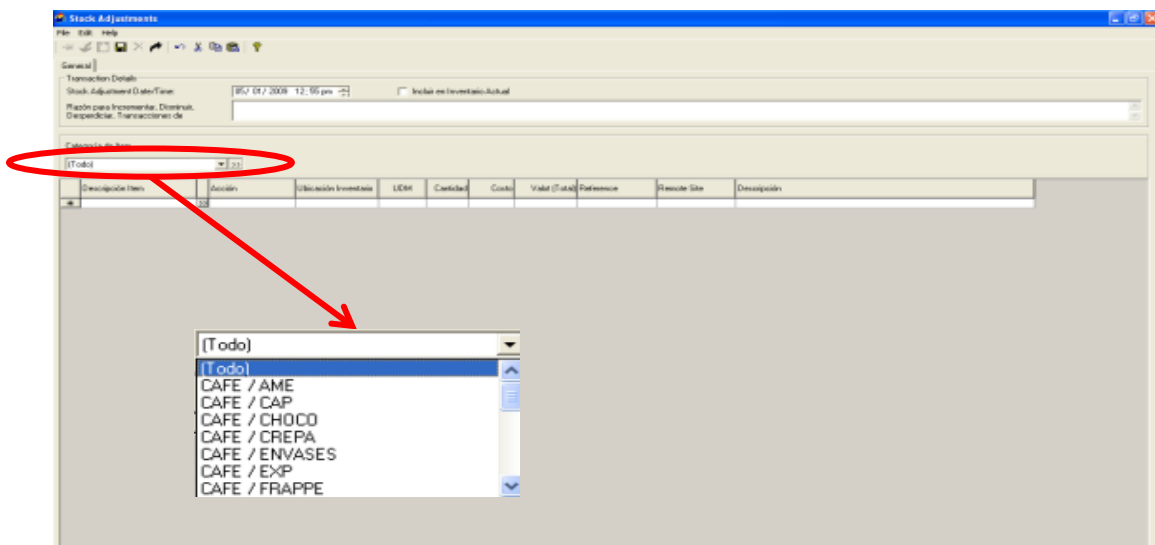 Stock Adjustments
File Edit Help
General
Transaction Details
Stock Adjustment Date/Time: 05/ 01/ 2009 12:55 pm Incluir en Inventario Actual
Razón para Incrementar, Disminuir,
Desperdiciar, Transacciones de
Categoría de Item
(Todo) >>
Descripción Item Acción Ubicación Inventario UDM Cantidad Costo Valor (Total) Reference Remote Site Descripción
>>
(Todo)
(Todo)
CAFE / AME
CAFE / CAP
CAFE / CHOCO
CAFE / CREPA
CAFE / ENVASES
CAFE / EXP
CAFE / FRAPPE